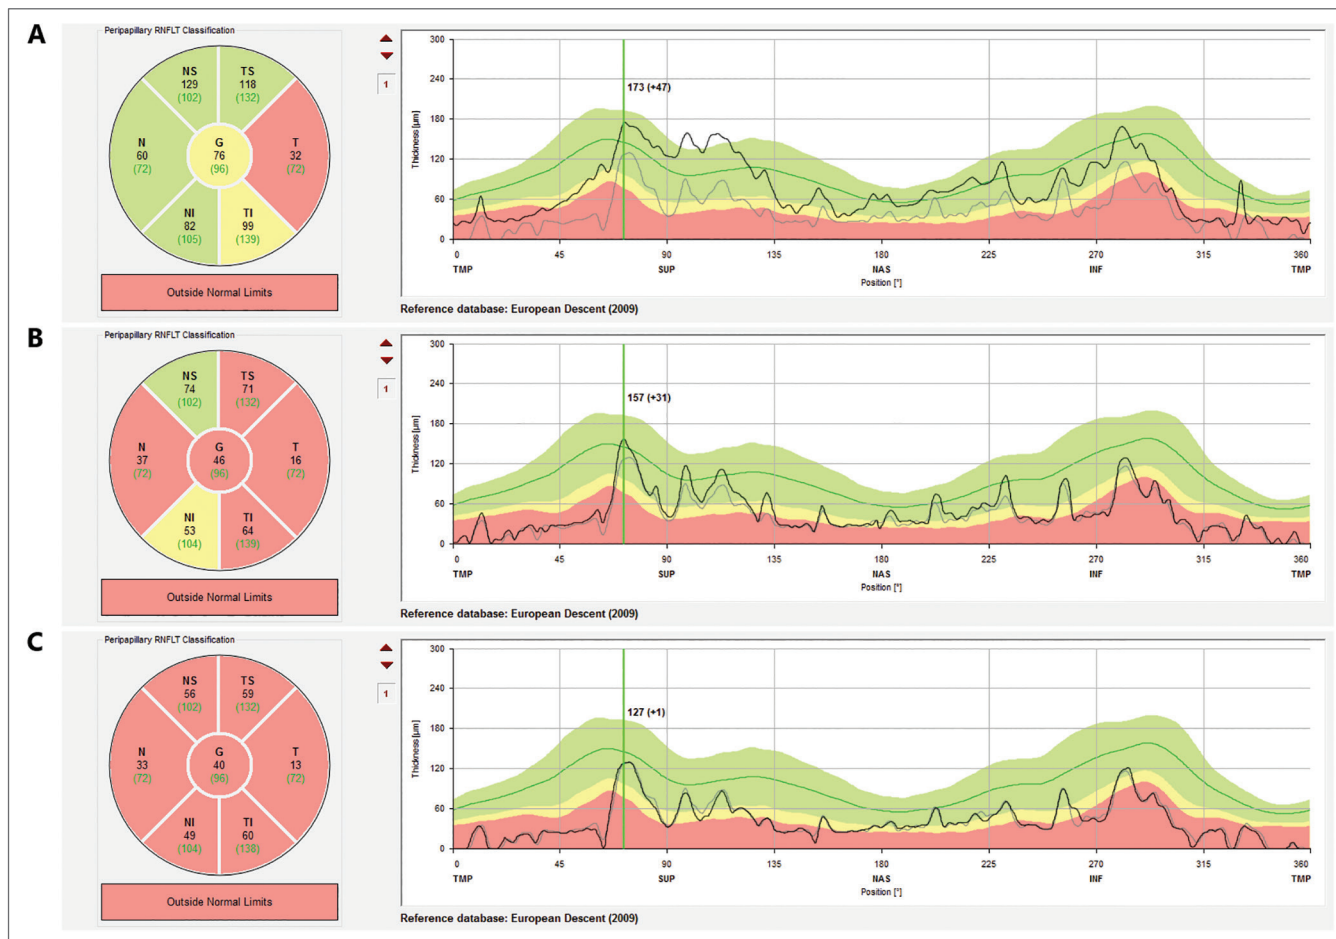 A
Peripapillary RNFLT Classification
NS
129
(102)
TS
118
(132)
N
60
(72)
G
76
(96)
T
32
(72)
NI
82
(105)
TI
99
(139)
Outside Normal Limits
1
Thickness [µm]
300
240
180
120
60
0
173 (+47)
0 45 90 135 180 225 270 315 360
TMP SUP NAS INF TMP
Position [°]
Reference database: European Descent (2009)
B
Peripapillary RNFLT Classification
NS
74
(102)
TS
71
(132)
N
37
(72)
G
46
(96)
T
16
(72)
NI
53
(104)
TI
64
(139)
Outside Normal Limits
1
Thickness [µm]
300
240
180
120
60
0
157 (+31)
0 45 90 135 180 225 270 315 360
TMP SUP NAS INF TMP
Position [°]
Reference database: European Descent (2009)
C
Peripapillary RNFLT Classification
NS
56
(102)
TS
59
(132)
N
33
(72)
G
40
(96)
T
13
(72)
NI
49
(104)
TI
60
(138)
Outside Normal Limits
1
Thickness [µm]
300
240
180
120
60
0
127 (+1)
0 45 90 135 180 225 270 315 360
TMP SUP NAS INF TMP
Position [°]
Reference database: European Descent (2009)